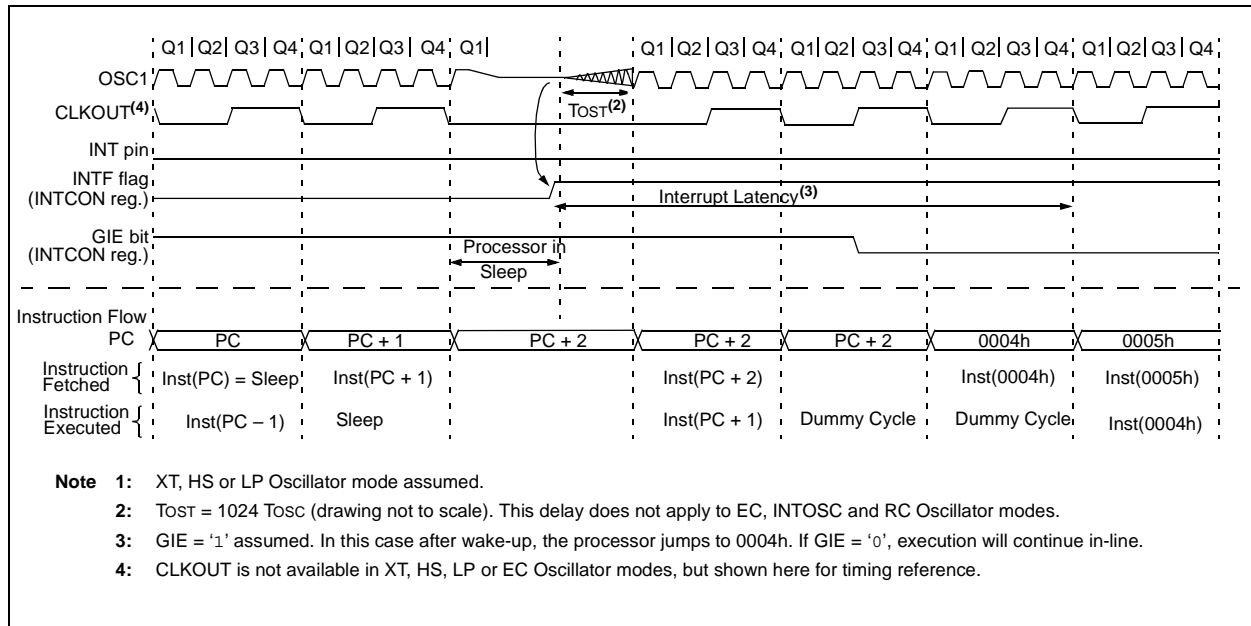 Q1 Q2 Q3 Q4 Q1 Q2 Q3 Q4 Q1 Q1 Q2 Q3 Q4 Q1 Q2 Q3 Q4 Q1 Q2 Q3 Q4 Q1 Q2 Q3 Q4
OSC1
TOST(2)
CLKOUT(4)
INT pin
INTF flag
(INTCON reg.)
Interrupt Latency(3)
GIE bit
(INTCON reg.)
Processor in
Sleep
Instruction Flow
PC PC PC + 1 PC + 2 PC + 2 PC + 2 0004h 0005h
Instruction
Fetched
Inst(PC) = Sleep Inst(PC + 1) Inst(PC + 2) Inst(0004h) Inst(0005h)
Instruction
Executed
Inst(PC – 1) Sleep Inst(PC + 1) Dummy Cycle Dummy Cycle Inst(0004h)
Note 1: XT, HS or LP Oscillator mode assumed.
2: TOST = 1024 TOSC (drawing not to scale). This delay does not apply to EC, INTOSC and RC Oscillator modes.
3: GIE = ‘1’ assumed. In this case after wake-up, the processor jumps to 0004h. If GIE = ‘0’, execution will continue in-line.
4: CLKOUT is not available in XT, HS, LP or EC Oscillator modes, but shown here for timing reference.